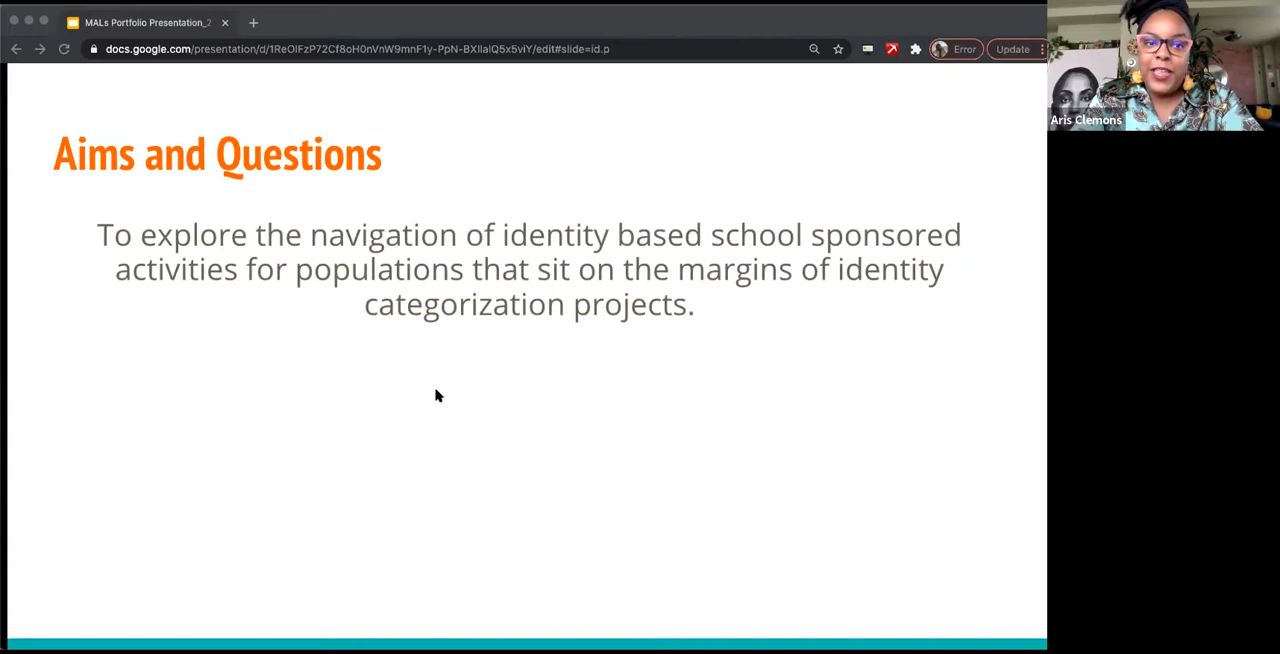 MALs Portfolio Presentation_2
docs.google.com/presentation/d/1ReOIFzP72Cf8oH0nVnW9mnF1y-PpN-BXIlalQ5x5viY/edit#slide=id.p
Error
Update
Aris Clemons
Aims and Questions
To explore the navigation of identity based school sponsored
activities for populations that sit on the margins of identity
categorization projects.